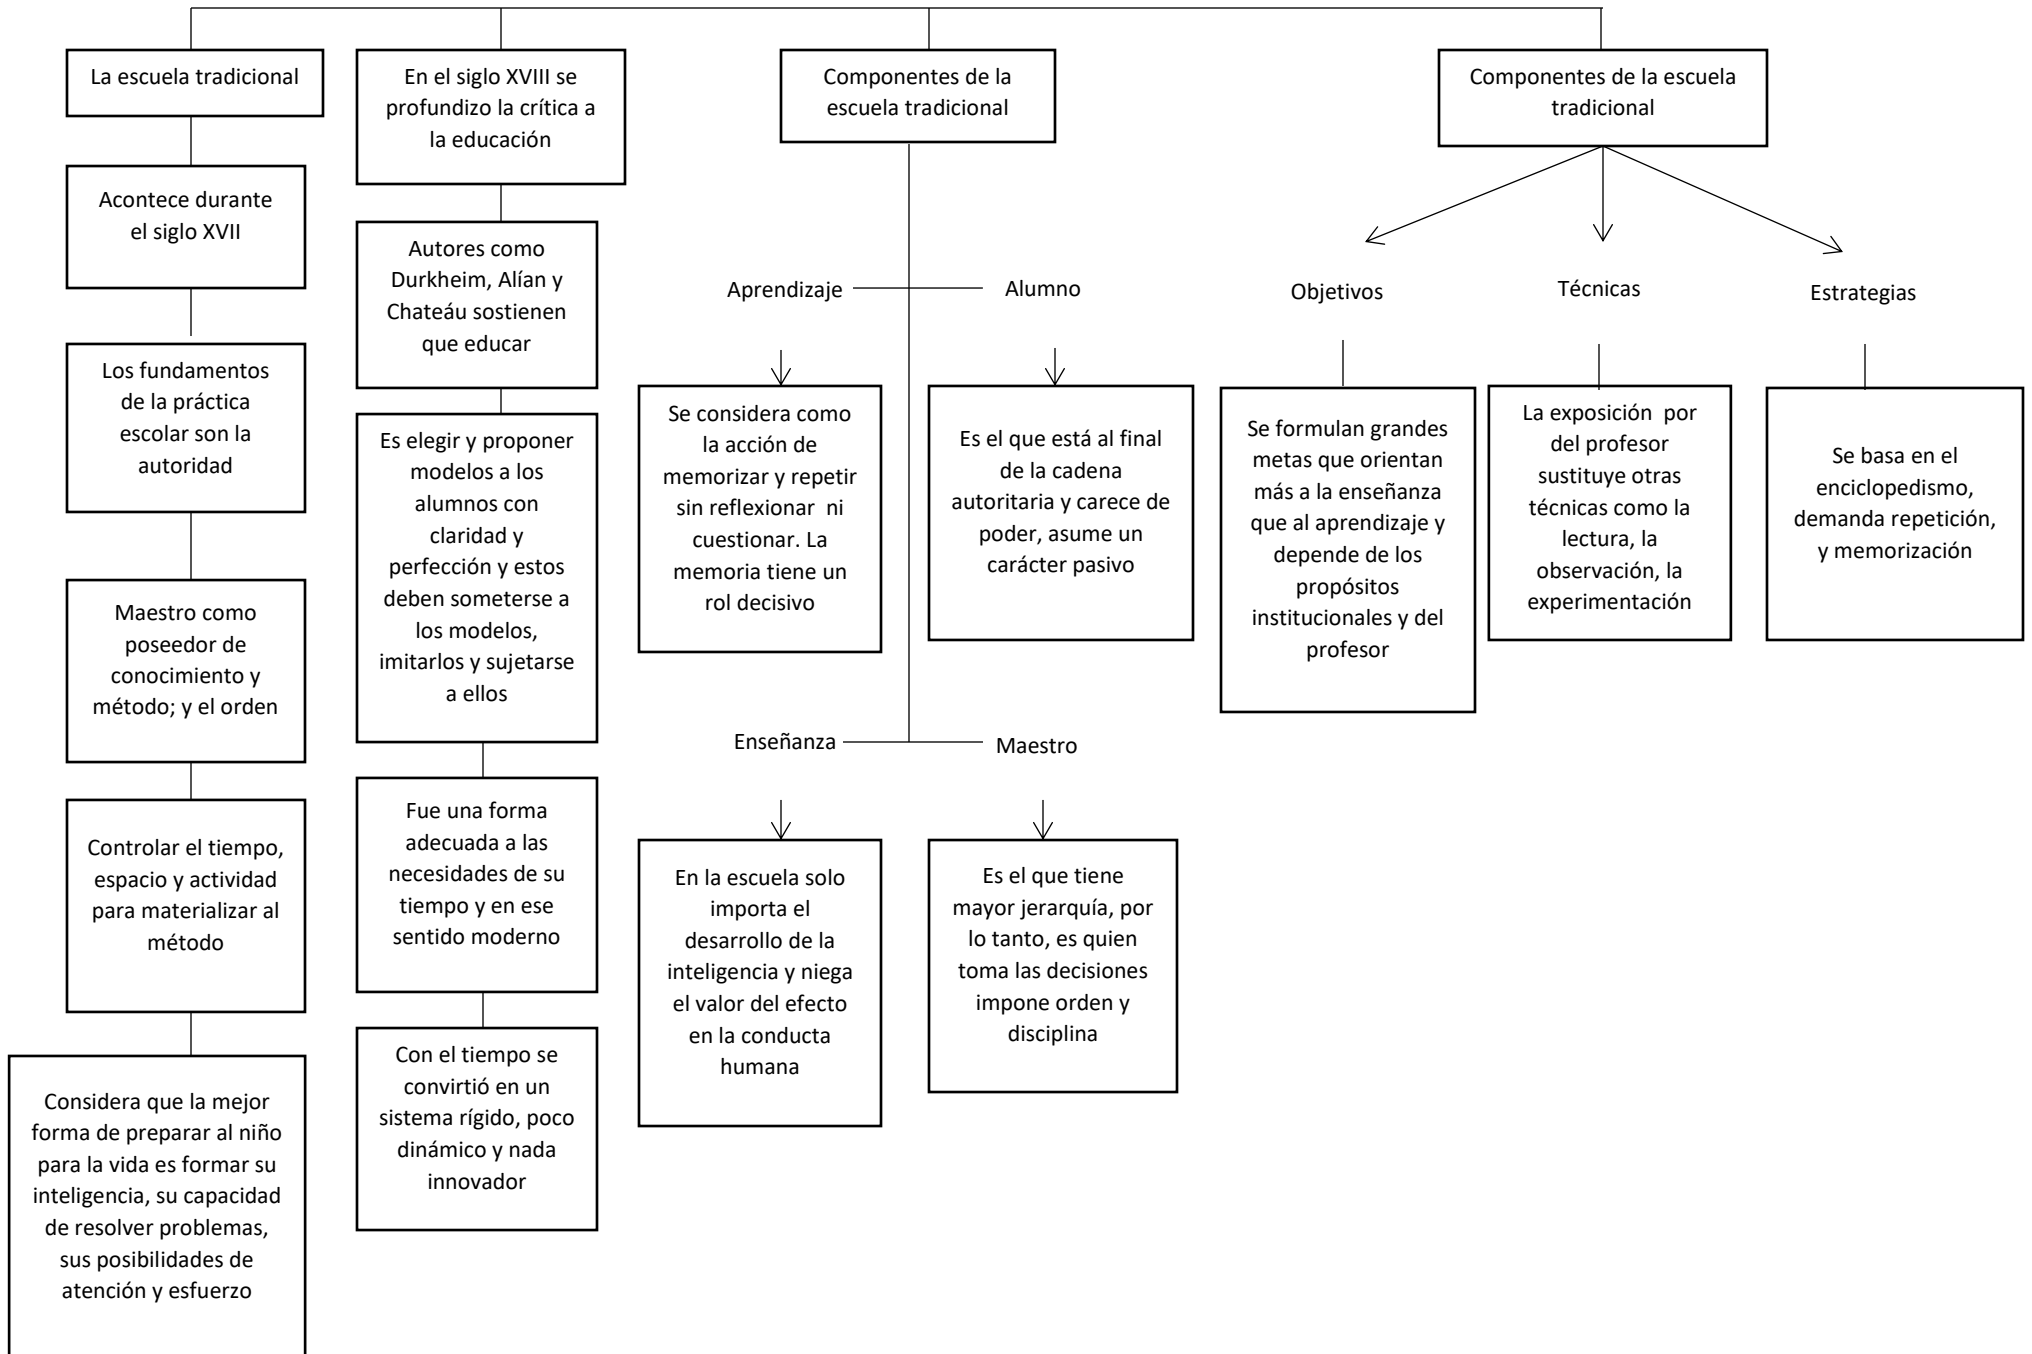 La escuela tradicional
Acontece durante
el siglo XVII
Los fundamentos
de la práctica
escolar son la
autoridad
Maestro como
poseedor de
conocimiento y
método; y el orden
Controlar el tiempo,
espacio y actividad
para materializar al
método
Considera que la mejor
forma de preparar al niño
para la vida es formar su
inteligencia, su capacidad
de resolver problemas,
sus posibilidades de
atención y esfuerzo
En el siglo XVIII se
profundizo la crítica a
la educación
Autores como
Durkheim, Alían y
Chateáu sostienen
que educar
Es elegir y proponer
modelos a los
alumnos con
claridad y
perfección y estos
deben someterse a
los modelos,
imitarlos y sujetarse
a ellos
Fue una forma
adecuada a las
necesidades de su
tiempo y en ese
sentido moderno
Con el tiempo se
convirtió en un
sistema rígido, poco
dinámico y nada
innovador
Componentes de la
escuela tradicional
Aprendizaje
Se considera como
la acción de
memorizar y repetir
sin reflexionar ni
cuestionar. La
memoria tiene un
rol decisivo
Alumno
Es el que está al final
de la cadena
autoritaria y carece de
poder, asume un
carácter pasivo
Enseñanza
En la escuela solo
importa el
desarrollo de la
inteligencia y niega
el valor del efecto
en la conducta
humana
Maestro
Es el que tiene
mayor jerarquía, por
lo tanto, es quien
toma las decisiones
impone orden y
disciplina
Componentes de la escuela
tradicional
Objetivos
Se formulan grandes
metas que orientan
más a la enseñanza
que al aprendizaje y
depende de los
propósitos
institucionales y del
profesor
Técnicas
La exposición por
del profesor
sustituye otras
técnicas como la
lectura, la
observación, la
experimentación
Estrategias
Se basa en el
enciclopedismo,
demanda repetición,
y memorización